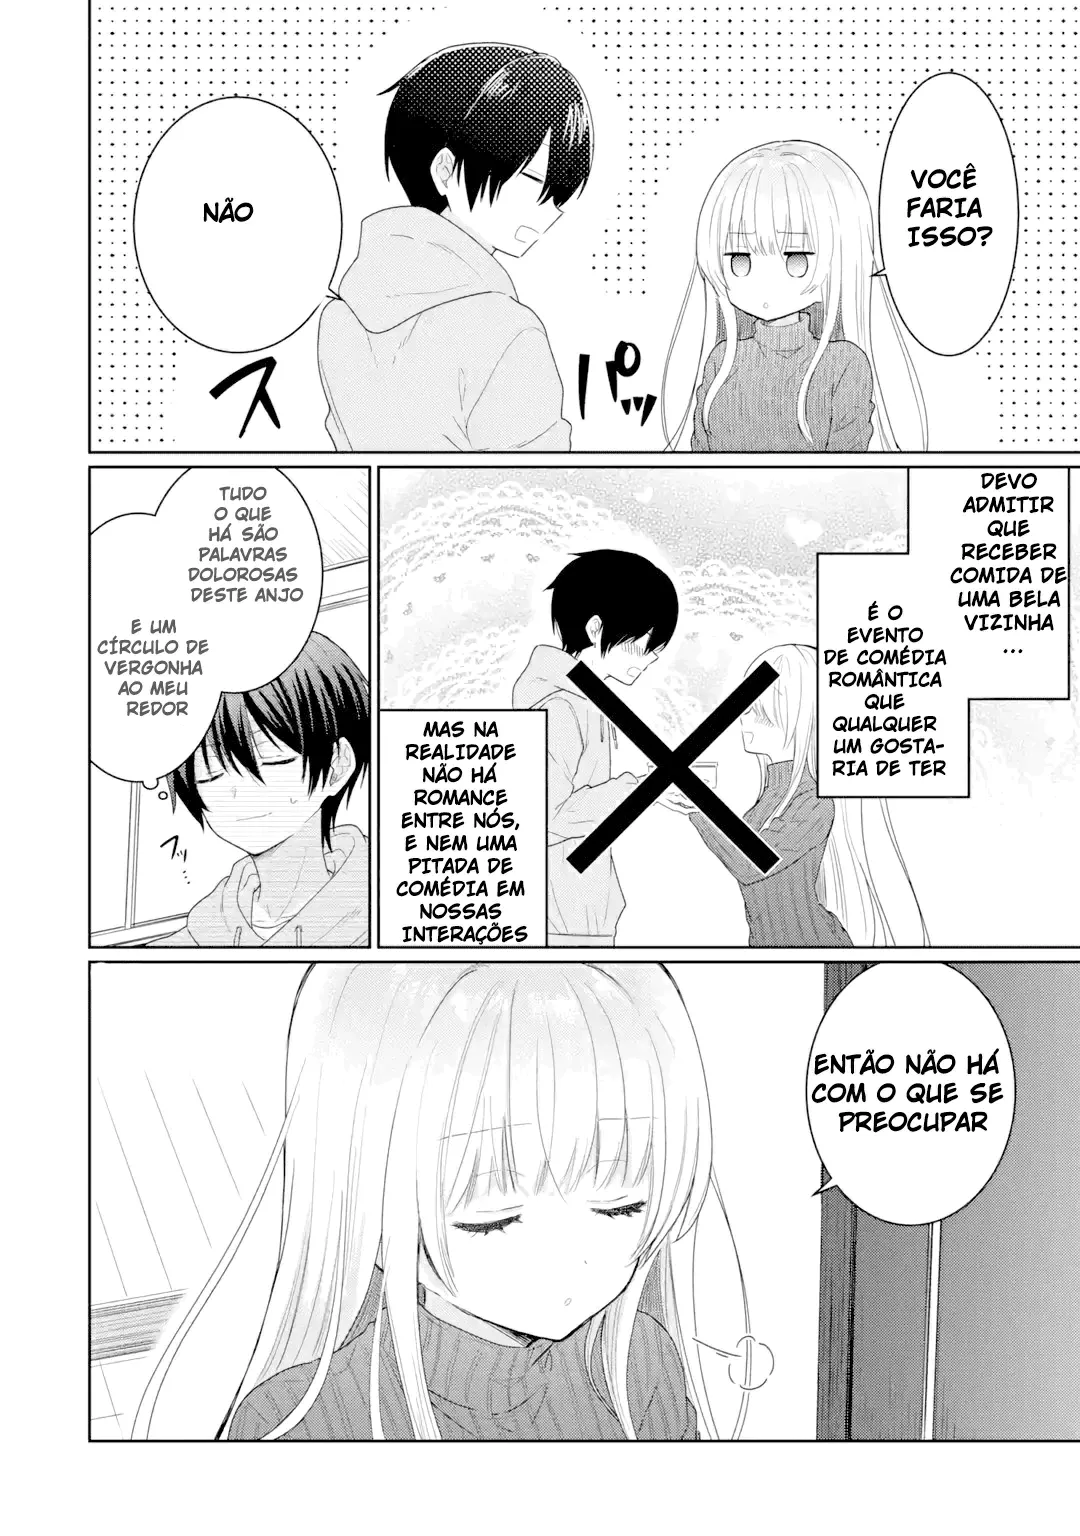 VOCÊ
FARIA
ISSO?
NÃO
スパッ
DEVO
ADMITIR
QUE
RECEBER
COMIDA DE
UMA BELA
VIZINHA
...
É O
EVENTO
DE COMÉDIA
ROMÂNTICA
QUE
QUALQUER
UM GOSTA-
RIA DE TER
MAS NA
REALIDADE
NÃO HÁ
ROMANCE
ENTRE NÓS,
E NEM UMA
PITADA DE
COMÉDIA EM
NOSSAS
INTERAÇÕES
TUDO
O QUE
HÁ SÃO
PALAVRAS
DOLOROSAS
DESTE ANJO
E UM
CÍRCULO DE
VERGONHA
AO MEU
REDOR
フッ
ENTÃO NÃO HÁ
COM O QUE SE
PREOCUPAR